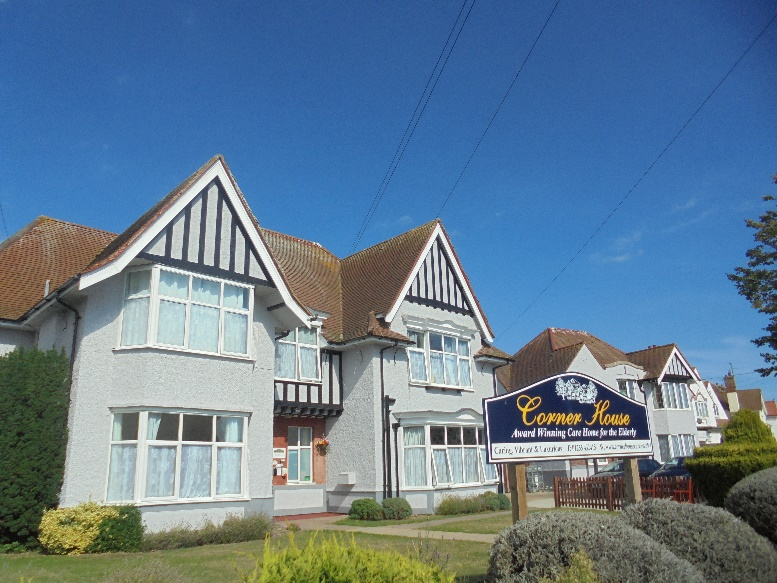 Corner House
Award Winning Care Home for the Elderly
Caring, Vibrant & Luxurious